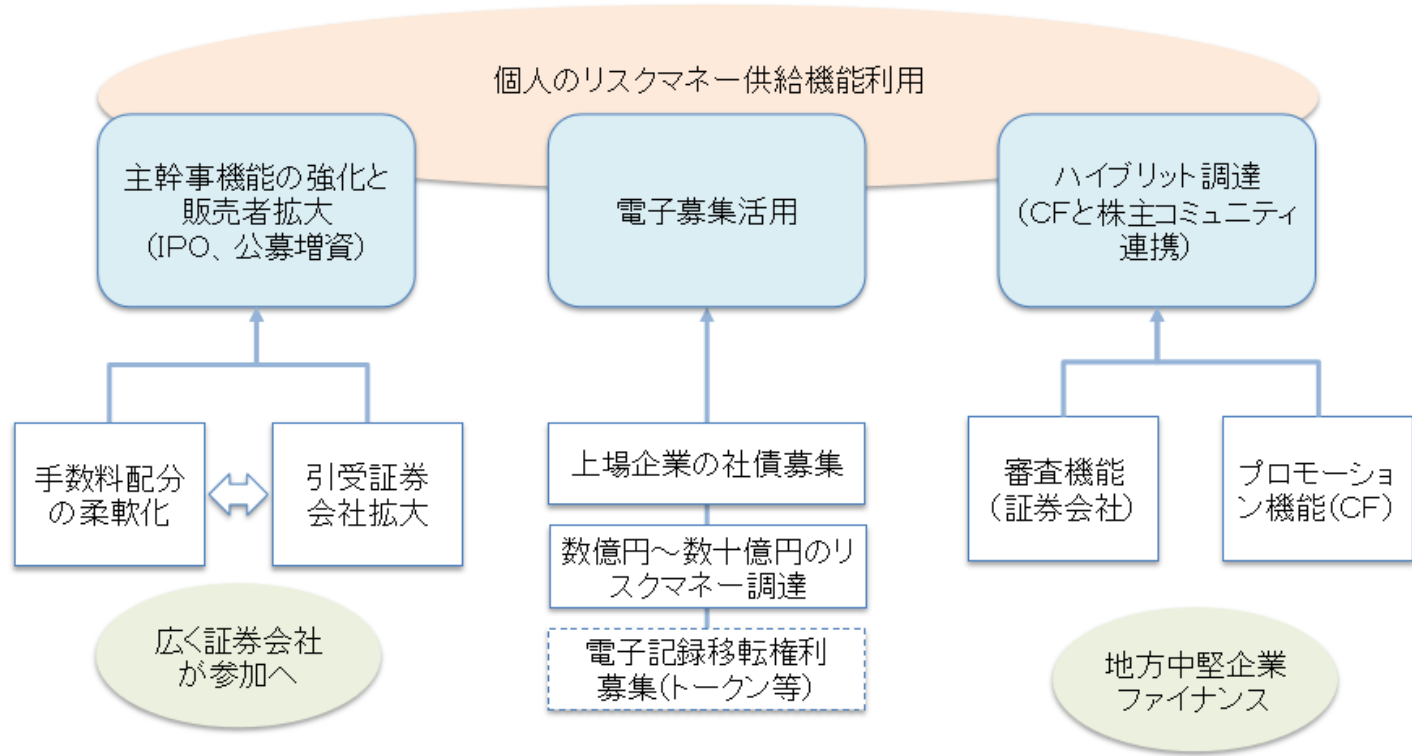 個人のリスクマネー供給機能利用
主幹事機能の強化と
販売者拡大
(IPO、公募増資)
電子募集活用
ハイブリット調達
(CFと株主コミュニティ
連携)
手数料配分
の柔軟化
引受証券
会社拡大
上場企業の社債募集
数億円～数十億円のリ
スクマネー調達
電子記録移転権利
募集(トークン等)
審査機能
(証券会社)
プロモーショ
ン機能(CF)
広く証券会社
が参加へ
地方中堅企業
ファイナンス